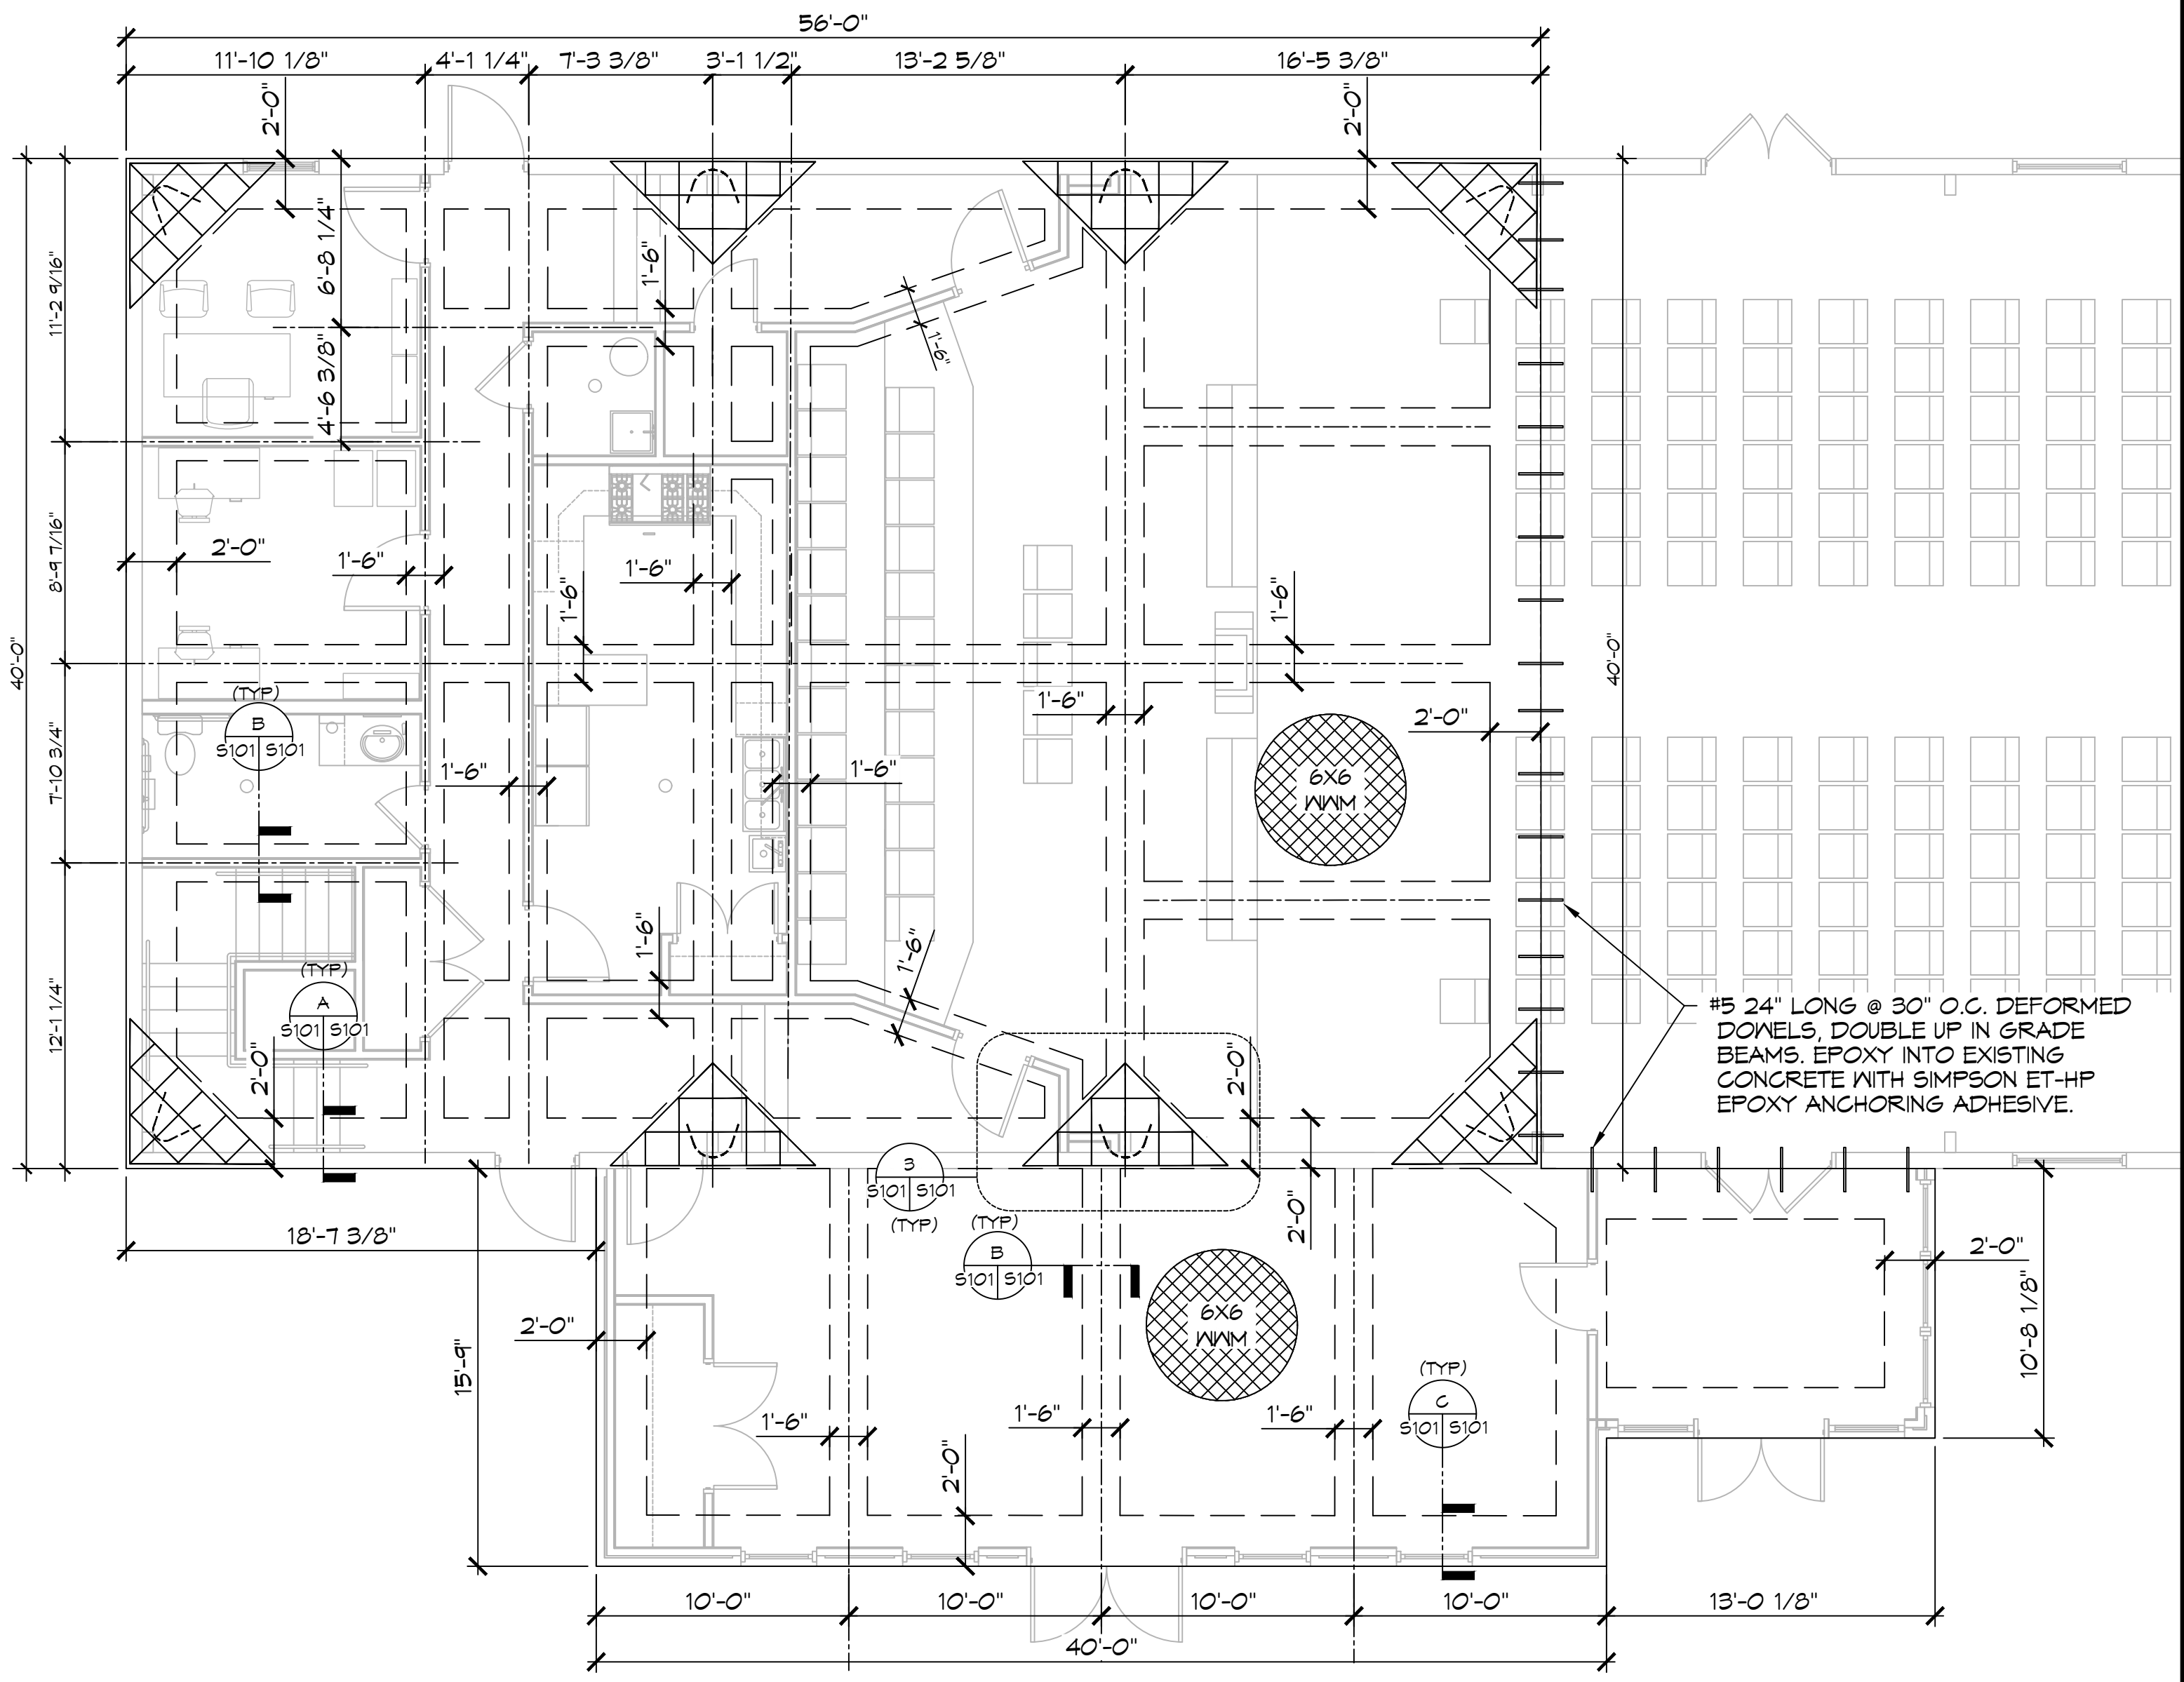 56'-0"
11'-10 1/8" 4'-1 1/4" 7'-3 3/8" 3'-1 1/2" 13'-2 5/8" 16'-5 3/8"
2'-0"
2'-0"
6'-8 1/4"
1'-6"
11'-2 9/16"
4'-6 3/8"
1'-6"
8'-9 7/16"
2'-0"
1'-6"
1'-6"
1'-6"
1'-6"
40'-0"
40'-0"
(TYP)
B
S101 S101
1'-6"
2'-0"
7'-10 3/4"
1'-6"
1'-6"
6X6
WWM
1'-6"
1'-6"
(TYP)
A
S101 S101
12'-1 1/4"
2'-0"
2'-0"
#5 24" LONG @ 30" O.C. DEFORMED
DOWELS, DOUBLE UP IN GRADE
BEAMS. EPOXY INTO EXISTING
CONCRETE WITH SIMPSON ET-HP
EPOXY ANCHORING ADHESIVE.
3
S101 S101
(TYP)
18'-7 3/8"
(TYP)
B
S101 S101
2'-0"
2'-0"
10'-8 1/8"
2'-0"
6X6
WWM
15'-9"
(TYP)
C
S101 S101
1'-6"
1'-6"
1'-6"
2'-0"
10'-0" 10'-0" 10'-0" 10'-0" 13'-0 1/8"
40'-0"